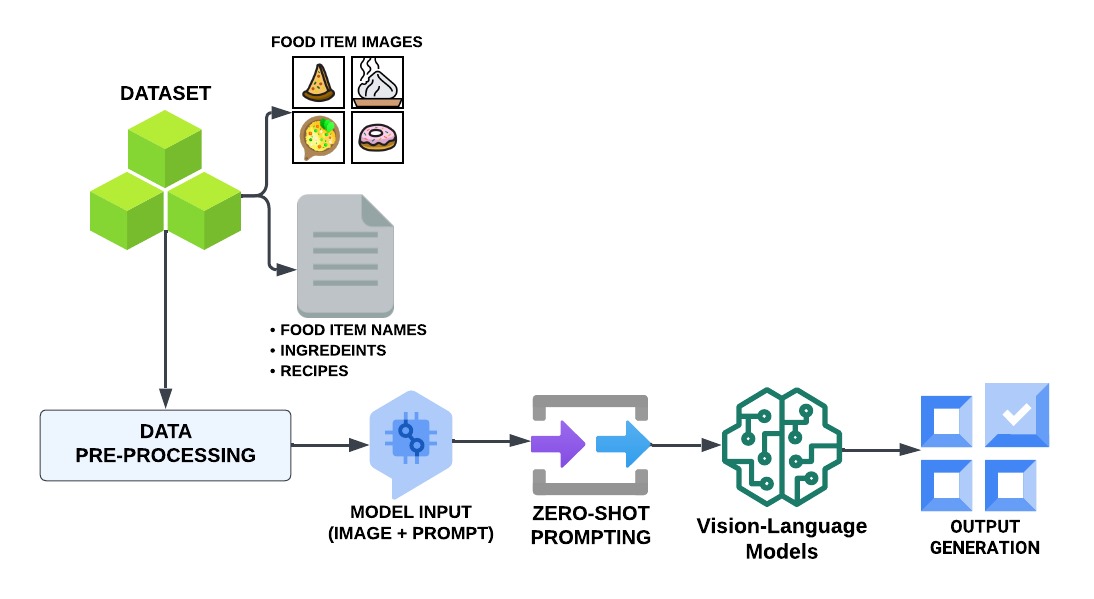 FOOD ITEM IMAGES
DATASET
• FOOD ITEM NAMES
• INGREDEINTS
• RECIPES
DATA
PRE-PROCESSING
MODEL INPUT
(IMAGE + PROMPT)
ZERO-SHOT
PROMPTING
Vision-Language
Models
OUTPUT
GENERATION